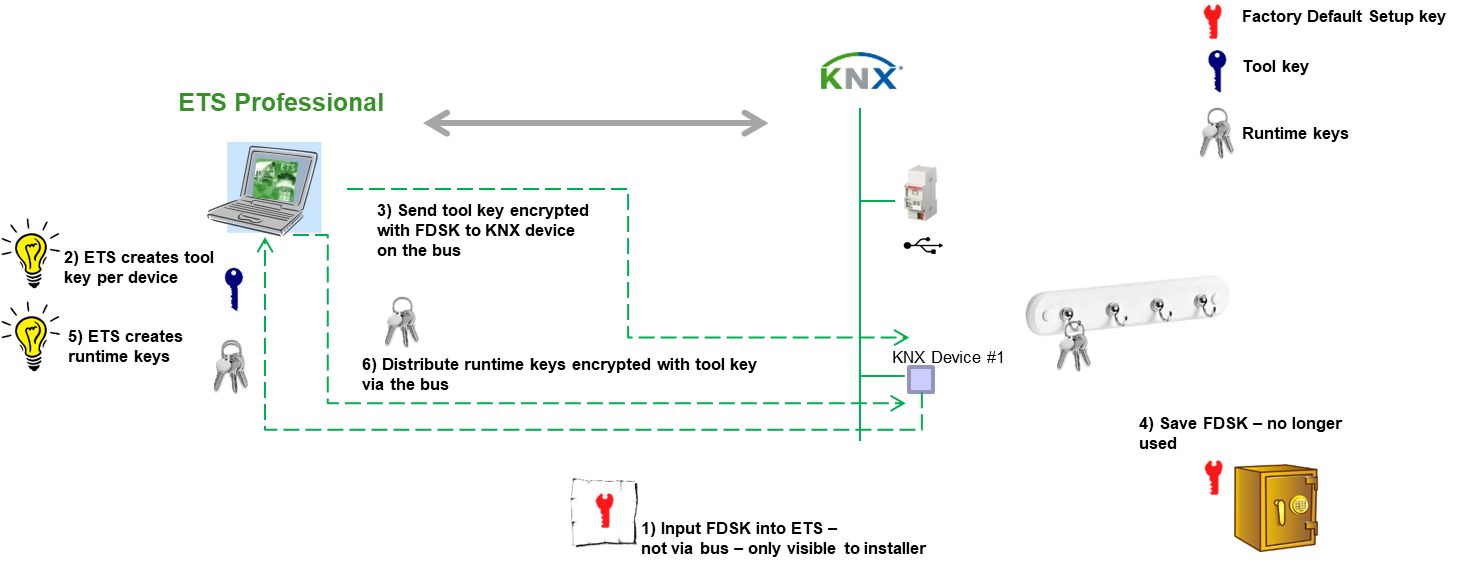 Factory Default Setup key
Tool key
Runtime keys
KNX
ETS Professional
ETS
3) Send tool key encrypted
with FDSK to KNX device
on the bus
2) ETS creates tool
key per device
5) ETS creates
runtime keys
KNX Device #1
6) Distribute runtime keys encrypted with tool key
via the bus
4) Save FDSK – no longer
used
1) Input FDSK into ETS –
not via bus – only visible to installer